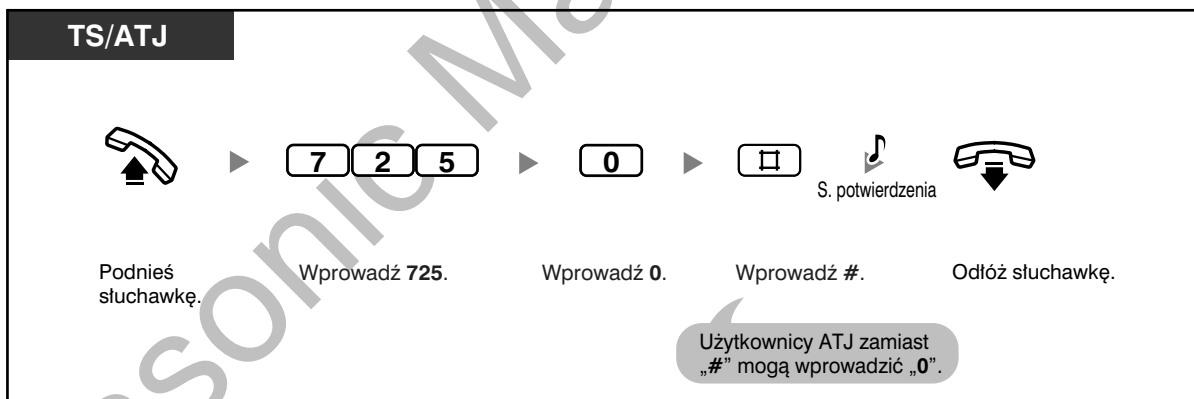 TS/ATJ
7 2 5
0
#
S. potwierdzenia
Podnieś
słuchawkę.
Wprowadź 725.
Wprowadź 0.
Wprowadź #.
Odłóż słuchawkę.
Użytkownicy ATJ zamiast
„#” mogą wprowadzić „0”.